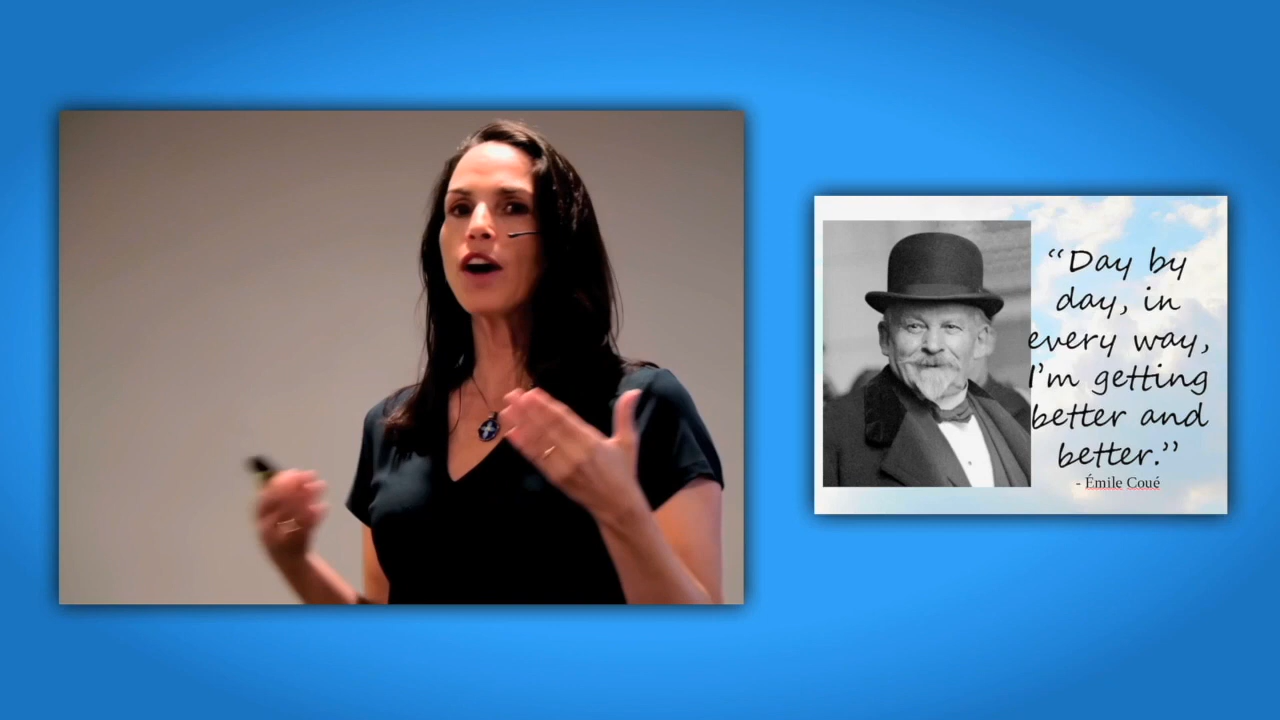 “Day by
day, in
every way,
I’m getting
better and
better.”
- Émile Coué